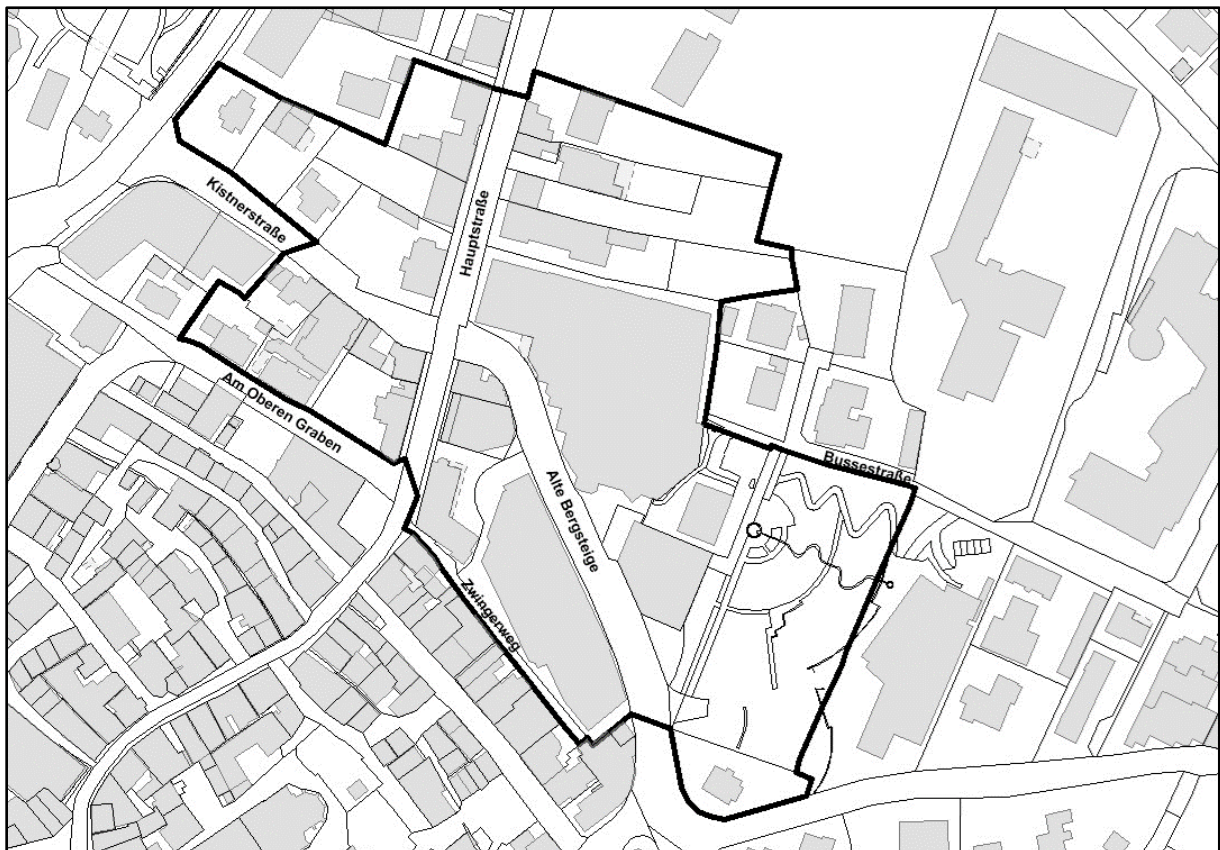 Kistnerstraße
Hauptstraße
Am Oberen Graben
Bussestraße
Alte Bergsteige
Zwingerweg